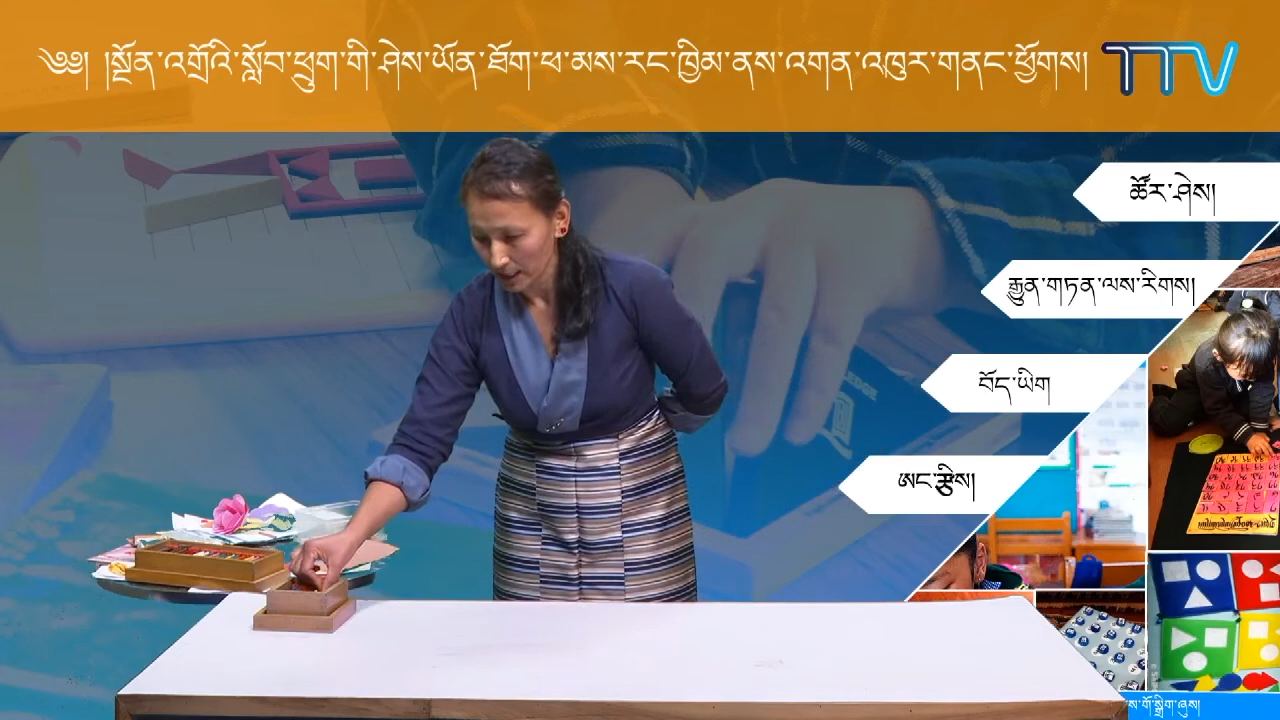 ༄༅། །སྔོན་འགྲོའི་སློབ་ཕྲུག་གི་ཤེས་ཡོན་ཐོག་ཕ་མས་རང་ཁྱིམ་ནས་འགན་འཁུར་གནང་ཕྱོགས།
TTV
ཚོར་ཤེས།
རྒྱུན་གཏན་ལས་རིགས།
བོད་ཡིག
ཨང་རྩིས།